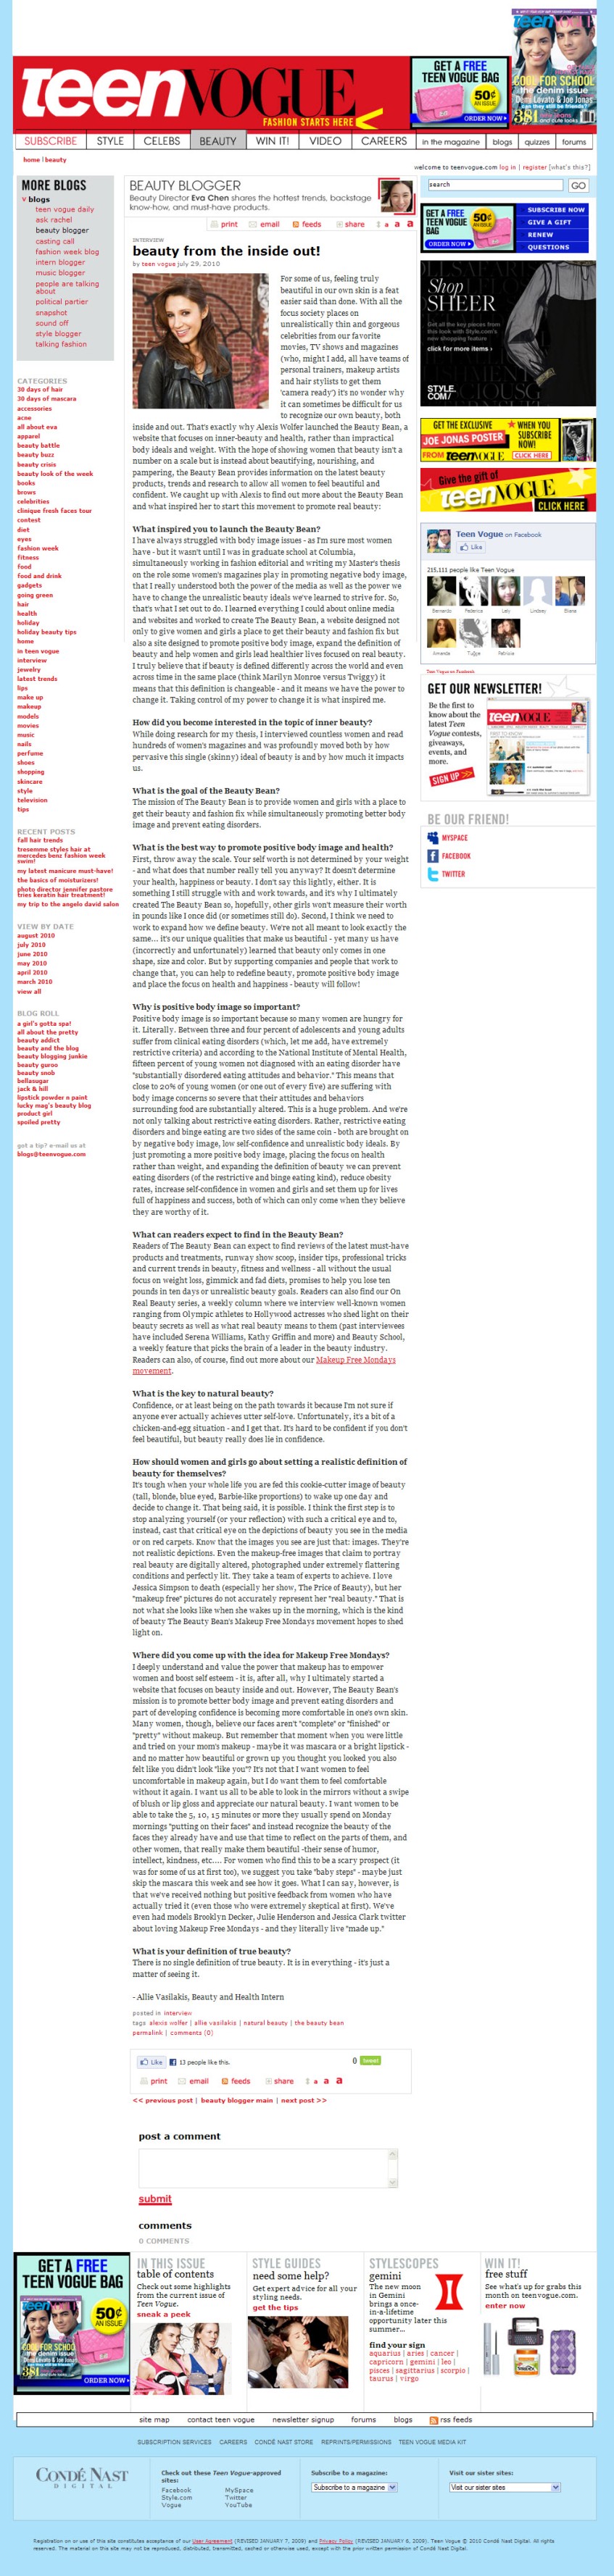 teen VOGUE
FASHION STARTS HERE
GET A FREE
TEEN VOGUE BAG
50¢
AN ISSUE
ORDER NOW
SUBSCRIBE STYLE CELEBS BEAUTY WIN IT! VIDEO CAREERS in the magazine blogs quizzes forums
home | beauty
welcome to teenvogue.com log in | register [what's this?]
MORE BLOGS
v blogs
teen vogue daily
ask rachel
beauty blogger
casting call
fashion week blog
intern blogger
music blogger
people are talking
about
political partier
snapshot
sound off
style blogger
talking fashion
CATEGORIES
30 days of hair
30 days of mascara
accessories
acne
all about eva
apparel
beauty battle
beauty buzz
beauty crisis
beauty look of the week
books
brows
celebrities
clinique fresh faces tour
contest
diet
eyes
fashion week
fitness
food
food and drink
gadgets
going green
hair
health
holiday
holiday beauty tips
home
in teen vogue
interview
jewelry
latest trends
lips
make up
makeup
models
movies
music
nails
perfume
shoes
shopping
skincare
style
television
tips
RECENT POSTS
fall hair trends
tresemme styles hair at
mercedes benz fashion week
swim!
my latest manicure must-have!
the basics of moisturizers!
photo director jennifer pastore
tries keratin hair treatment!
my trip to the angelo david salon
VIEW BY DATE
august 2010
july 2010
june 2010
may 2010
april 2010
march 2010
view all
BLOG ROLL
a girl's gotta spa!
all about the pretty
beauty addict
beauty and the blog
beauty blogging junkie
beauty guroo
beauty snob
bellasugar
jack & hill
lipstick powder n paint
lucky mag's beauty blog
product girl
spoiled pretty
got a tip? e-mail us at
blogs@teenvogue.com
BEAUTY BLOGGER
Beauty Director Eva Chen shares the hottest trends, backstage
know-how, and must-have products.
print email feeds share a a a
INTERVIEW
beauty from the inside out!
by teen vogue july 29, 2010
For some of us, feeling truly
beautiful in our own skin is a feat
easier said than done. With all the
focus society places on
unrealistically thin and gorgeous
celebrities from our favorite
movies, TV shows and magazines
(who, might I add, all have teams of
personal trainers, makeup artists
and hair stylists to get them
'camera ready') it's no wonder why
it can sometimes be difficult for us
to recognize our own beauty, both
inside and out. That's exactly why Alexis Wolfer launched the Beauty Bean, a
website that focuses on inner-beauty and health, rather than impractical
body ideals and weight. With the hope of showing women that beauty isn't a
number on a scale but is instead about beautifying, nourishing, and
pampering, the Beauty Bean provides information on the latest beauty
products, trends and research to allow all women to feel beautiful and
confident. We caught up with Alexis to find out more about the Beauty Bean
and what inspired her to start this movement to promote real beauty.
What inspired you to launch the Beauty Bean?
I have always struggled with body image issues - as I'm sure most women
have - but it wasn't until I was in graduate school at Columbia,
simultaneously working in fashion editorial and writing my Master's thesis
on the role some women's magazines play in promoting negative body image,
that I really understood both the power of the media as well as the power we
have to change the unrealistic beauty ideals we've learned to strive for. So,
that's what I set out to do. I learned everything I could about online media
and websites and worked to create The Beauty Bean, a website designed not
only to give women and girls a place to get their beauty and fashion fix but
also a site designed to promote positive body image, expand the definition of
beauty and help women and girls lead healthier lives focused on real beauty.
I truly believe that if beauty is defined differently across the world and even
across time in the same place (think Marilyn Monroe versus Twiggy) it
means that this definition is changeable - and it means we have the power to
change it. Taking control of my power to change it is what inspired me.
How did you become interested in the topic of inner beauty?
While doing research for my thesis, I interviewed countless women and read
hundreds of women's magazines and was profoundly moved both by how
pervasive this single (skinny) ideal of beauty is and by how much it impacts
us.
What is the goal of the Beauty Bean?
The mission of The Beauty Bean is to provide women and girls with a place to
get their beauty and fashion fix while simultaneously promoting better body
image and prevent eating disorders.
What is the best way to promote positive body image and health?
First, throw away the scale. Your self worth is not determined by your weight
- and what does that number really tell you anyway? It doesn't determine
your health, happiness or beauty. I don't say this lightly, either. It is
something I still struggle with and work towards, and it's why I ultimately
created The Beauty Bean so, hopefully, other girls won't measure their worth
in pounds like I once did (or sometimes still do). Second, I think we need to
work to expand how we define beauty. We're not all meant to look exactly the
same... it's our unique qualities that make us beautiful - yet many us have
(incorrectly and unfortunately) learned that beauty only comes in one
shape, size and color. But by supporting companies and people that work to
change that, you can help to redefine beauty, promote positive body image
and place the focus on health and happiness - beauty will follow!
Why is positive body image so important?
Positive body image is so important because so many women are hungry for
it. Literally. Between three and four percent of adolescents and young adults
suffer from clinical eating disorders (which, let me add, have extremely
restrictive criteria) and according to the National Institute of Mental Health,
fifteen percent of young women not diagnosed with an eating disorder have
"substantially disordered eating attitudes and behavior." This means that
close to 20% of young women (or one out of every five) are suffering with
body image concerns so severe that their attitudes and behaviors
surrounding food are substantially altered. This is a huge problem. And we're
not only talking about restrictive eating disorders. Rather, restrictive eating
disorders and binge eating are two sides of the same coin - both are brought on
by negative body image, low self-confidence and unrealistic body ideals. By
just promoting a more positive body image, placing the focus on health
rather than weight, and expanding the definition of beauty we can prevent
eating disorders (of the restrictive and binge eating kind), reduce obesity
rates, increase self-confidence in women and girls and set them up for lives
full of happiness and success, both of which can only come when they believe
they are worthy of it.
What can readers expect to find in the Beauty Bean?
Readers of The Beauty Bean can expect to find reviews of the latest must-have
products and treatments, runway show scoop, insider tips, professional tricks
and current trends in beauty, fitness and wellness - all without the usual
focus on weight loss, gimmick and fad diets, promises to help you lose ten
pounds in ten days or unrealistic beauty goals. Readers can also find our On
Real Beauty series, a weekly column where we interview well-known women
ranging from Olympic athletes to Hollywood actresses who shed light on their
beauty secrets as well as what real beauty means to them (past interviewees
have included Serena Williams, Kathy Griffin and more) and Beauty School,
a weekly feature that picks the brain of a leader in the beauty industry.
Readers can also, of course, find out more about our Makeup Free Mondays
movement.
What is the key to natural beauty?
Confidence, or at least being on the path towards it because I'm not sure if
anyone ever actually achieves utter self-love. Unfortunately, it's a bit of a
chicken-and-egg situation - and I get that. It's hard to be confident if you don't
feel beautiful, but beauty really does lie in confidence.
How should women and girls go about setting a realistic definition of
beauty for themselves?
It's tough when your whole life you are fed this cookie-cutter image of beauty
(tall, blonde, blue eyed, Barbie-like proportions) to wake up one day and
decide to change it. That being said, it is possible. I think the first step is to
stop analyzing yourself (or your reflection) with such a critical eye and to,
instead, cast that critical eye on the depictions of beauty you see in the media
or on red carpets. Know that the images you see are just that: images. They're
not realistic depictions. Even the makeup-free images that claim to portray
real beauty are digitally altered, photographed under extremely flattering
conditions and perfectly lit. They take a team of experts to achieve. I love
Jessica Simpson to death (especially her show, The Price of Beauty), but her
"makeup free" pictures do not accurately represent her "real beauty." That is
not what she looks like when she wakes up in the morning, which is the kind
of beauty The Beauty Bean's Makeup Free Mondays movement hopes to shed
light on.
Where did you come up with the idea for Makeup Free Mondays?
I deeply understand and value the power that makeup has to empower
women and boost self esteem - it is, after all, why I ultimately started a
website that focuses on beauty inside and out. However, The Beauty Bean's
mission is to promote better body image and prevent eating disorders and
part of developing confidence is becoming more comfortable in one's own skin.
Many women, though, believe our faces aren't "complete" or "finished" or
"pretty" without makeup. But remember that moment when you were little
and tried on your mom's makeup - maybe it was mascara or a bright lipstick -
and no matter how beautiful or grown up you thought you looked you also
felt like you didn't look "like you"? It's not that I want women to feel
uncomfortable in makeup again, but I do want them to feel comfortable
without it again. I want us all to be able to look in the mirrors without a swipe
of blush or lip gloss and appreciate our natural beauty. I want women to be
able to take the 5, 10, 15 minutes or more they usually spend on Monday
mornings "putting on their faces" and instead recognize the beauty of the
faces they already have and use that time to reflect on the parts of them, and
other women, that really make them beautiful -their sense of humor,
intellect, kindness, etc.... For women who find this to be a scary prospect (it
was for some of us at first too), we suggest you take "baby steps" - maybe just
skip the mascara this week and see how it goes. What I can say, however, is
that we've received nothing but positive feedback from women who have
actually tried it (even those who were extremely skeptical at first). We've
even had models Brooklyn Decker, Julie Henderson and Jessica Clark twitter
about loving Makeup Free Mondays - and they literally live "made up."
What is your definition of true beauty?
There is no single definition of true beauty. It is in everything - it's just a
matter of seeing it.
- Allie Vasilakis, Beauty and Health Intern
posted in interview
tags alexis wolfer | allie vasilakis | natural beauty | the beauty bean
permalink | comments (0)
Like 13 people like this.
0 tweet
print email feeds share a a a
<< previous post | beauty blogger main | next post >>
post a comment
submit
comments
0 COMMENTS
search GO
GET A FREE
TEEN VOGUE
BAG
50¢
ORDER NOW
SUBSCRIBE NOW
GIVE A GIFT
RENEW
QUESTIONS
Shop
SHEER
Get all the key pieces from
this look with Style.com's
new shopping feature
click for more items ›
STYLE.
COM/
GET THE EXCLUSIVE
JOE JONAS POSTER
FROM teen VOGUE
WHEN YOU
SUBSCRIBE
NOW!
CLICK HERE
Give the gift of
teen VOGUE
CLICK HERE
Teen Vogue on Facebook
Like
215,111 people like Teen Vogue
Bernardo Federica Lely Lindsey Eliana
Amanda Tuğçe Patricia
Teen Vogue on Facebook
GET OUR NEWSLETTER!
Be the first to
know about the
latest Teen
Vogue contests,
giveaways,
events, and
more.
SIGN UP >>
BE OUR FRIEND!
MYSPACE
FACEBOOK
TWITTER
GET A FREE
TEEN VOGUE BAG
50¢
AN ISSUE
ORDER NOW
IN THIS ISSUE
table of contents
Check out some highlights
from the current issue of
Teen Vogue.
sneak a peek
STYLE GUIDES
need some help?
Get expert advice for all your
styling needs.
get the tips
STYLESCOPES
gemini
The new moon
in Gemini
brings a once-
in-a-lifetime
opportunity later this
summer...
find your sign
aquarius | aries | cancer |
capricorn | gemini | leo |
pisces | sagittarius | scorpio |
taurus | virgo
WIN IT!
free stuff
See what's up for grabs this
month on teenvogue.com.
enter now
site map contact teen vogue newsletter signup forums blogs rss feeds
SUBSCRIPTION SERVICES CAREERS CONDÉ NAST STORE REPRINTS/PERMISSIONS TEEN VOGUE MEDIA KIT
CONDÉ NAST
DIGITAL
Check out these Teen Vogue-approved
sites:
Facebook MySpace
Style.com Twitter
Vogue YouTube
Subscribe to a magazine:
Subscribe to a magazine
Visit our sister sites:
Visit our sister sites
Registration on or use of this site constitutes acceptance of our User Agreement (REVISED JANUARY 7, 2009) and Privacy Policy (REVISED JANUARY 6, 2009). Teen Vogue © 2010 Condé Nast Digital. All rights
reserved. The material on this site may not be reproduced, distributed, transmitted, cached or otherwise used, except with the prior written permission of Condé Nast Digital.